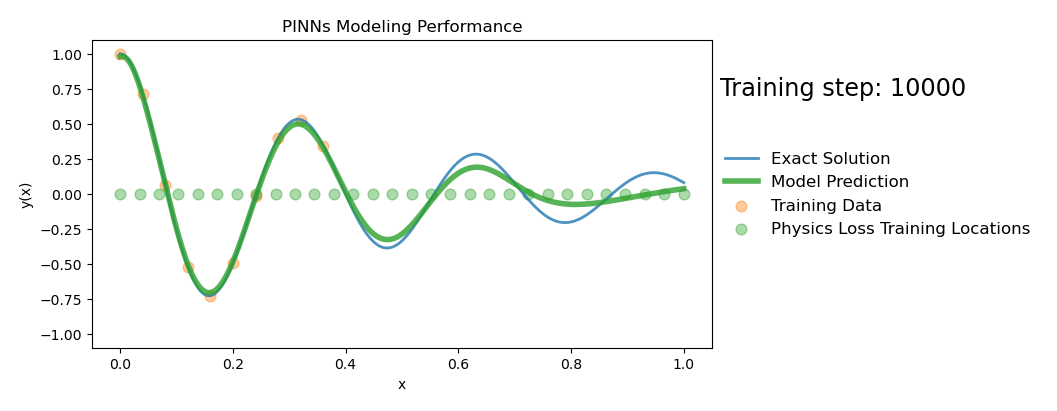 PINNs Modeling Performance
Training step: 10000
1.00
0.75
0.50
0.25
0.00
−0.25
−0.50
−0.75
−1.00
y(x)
0.0 0.2 0.4 0.6 0.8 1.0
x
Exact Solution
Model Prediction
Training Data
Physics Loss Training Locations